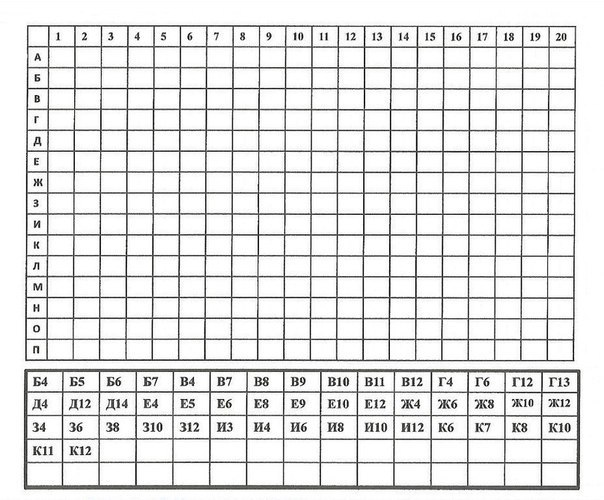 1 2 3 4 5 6 7 8 9 10 11 12 13 14 15 16 17 18 19 20
А
Б
В
Г
Д
Е
Ж
З
И
К
Л
М
Н
О
П
Б4 Б5 Б6 Б7 В4 В7 В8 В9 В10 В11 В12 Г4 Г6 Г12 Г13
Д4 Д12 Д14 Е4 Е5 Е6 Е8 Е9 Е10 Е12 Ж4 Ж6 Ж8 Ж10 Ж12
З4 З6 З8 З10 З12 И3 И4 И6 И8 И10 И12 К6 К7 К8 К10
К11 К12